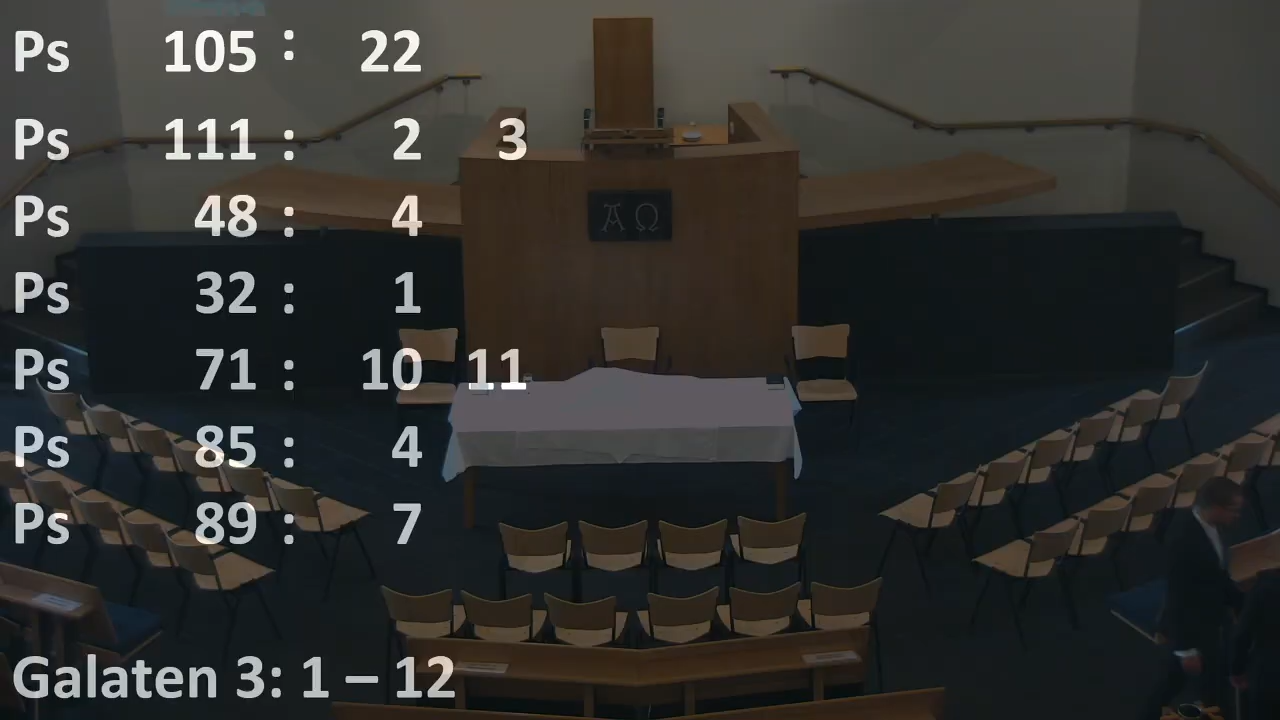 Ps 105 : 22
Ps 111 : 2 3
Ps 48 : 4
Ps 32 : 1
Ps 71 : 10 11
Ps 85 : 4
Ps 89 : 7
Galaten 3: 1 – 12
Α Ω